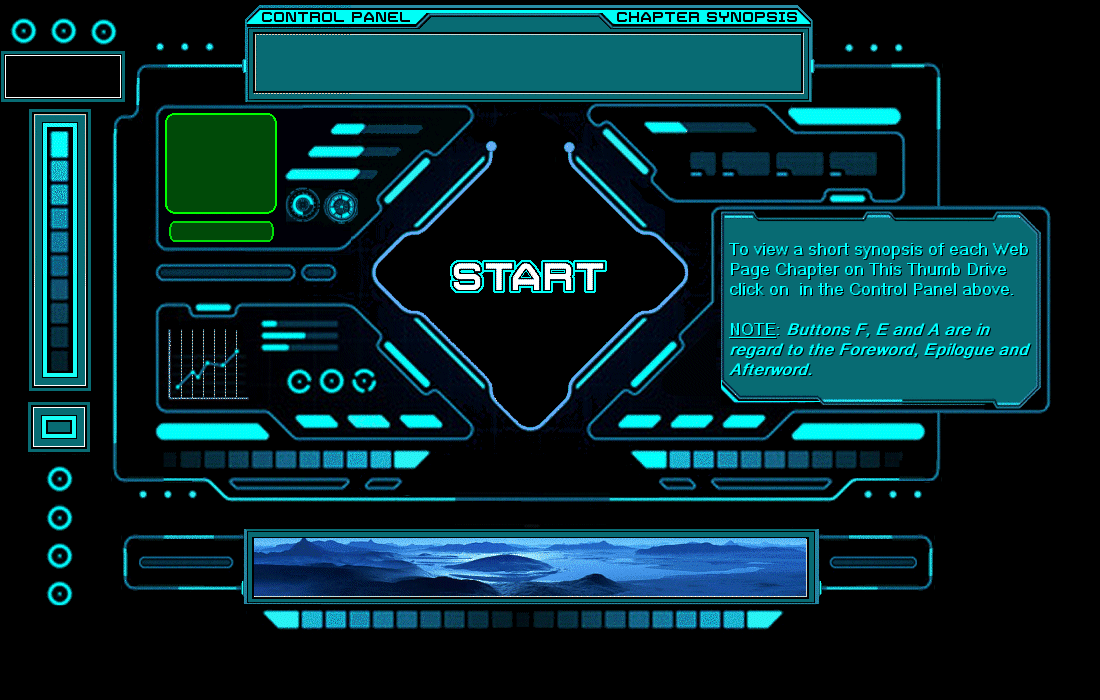 CONTROL PANEL
CHAPTER SYNOPSIS
START
To view a short synopsis of each Web
Page Chapter on This Thumb Drive
click on  in the Control Panel above.
NOTE: Buttons F, E and A are in
regard to the Foreword, Epilogue and
Afterword.